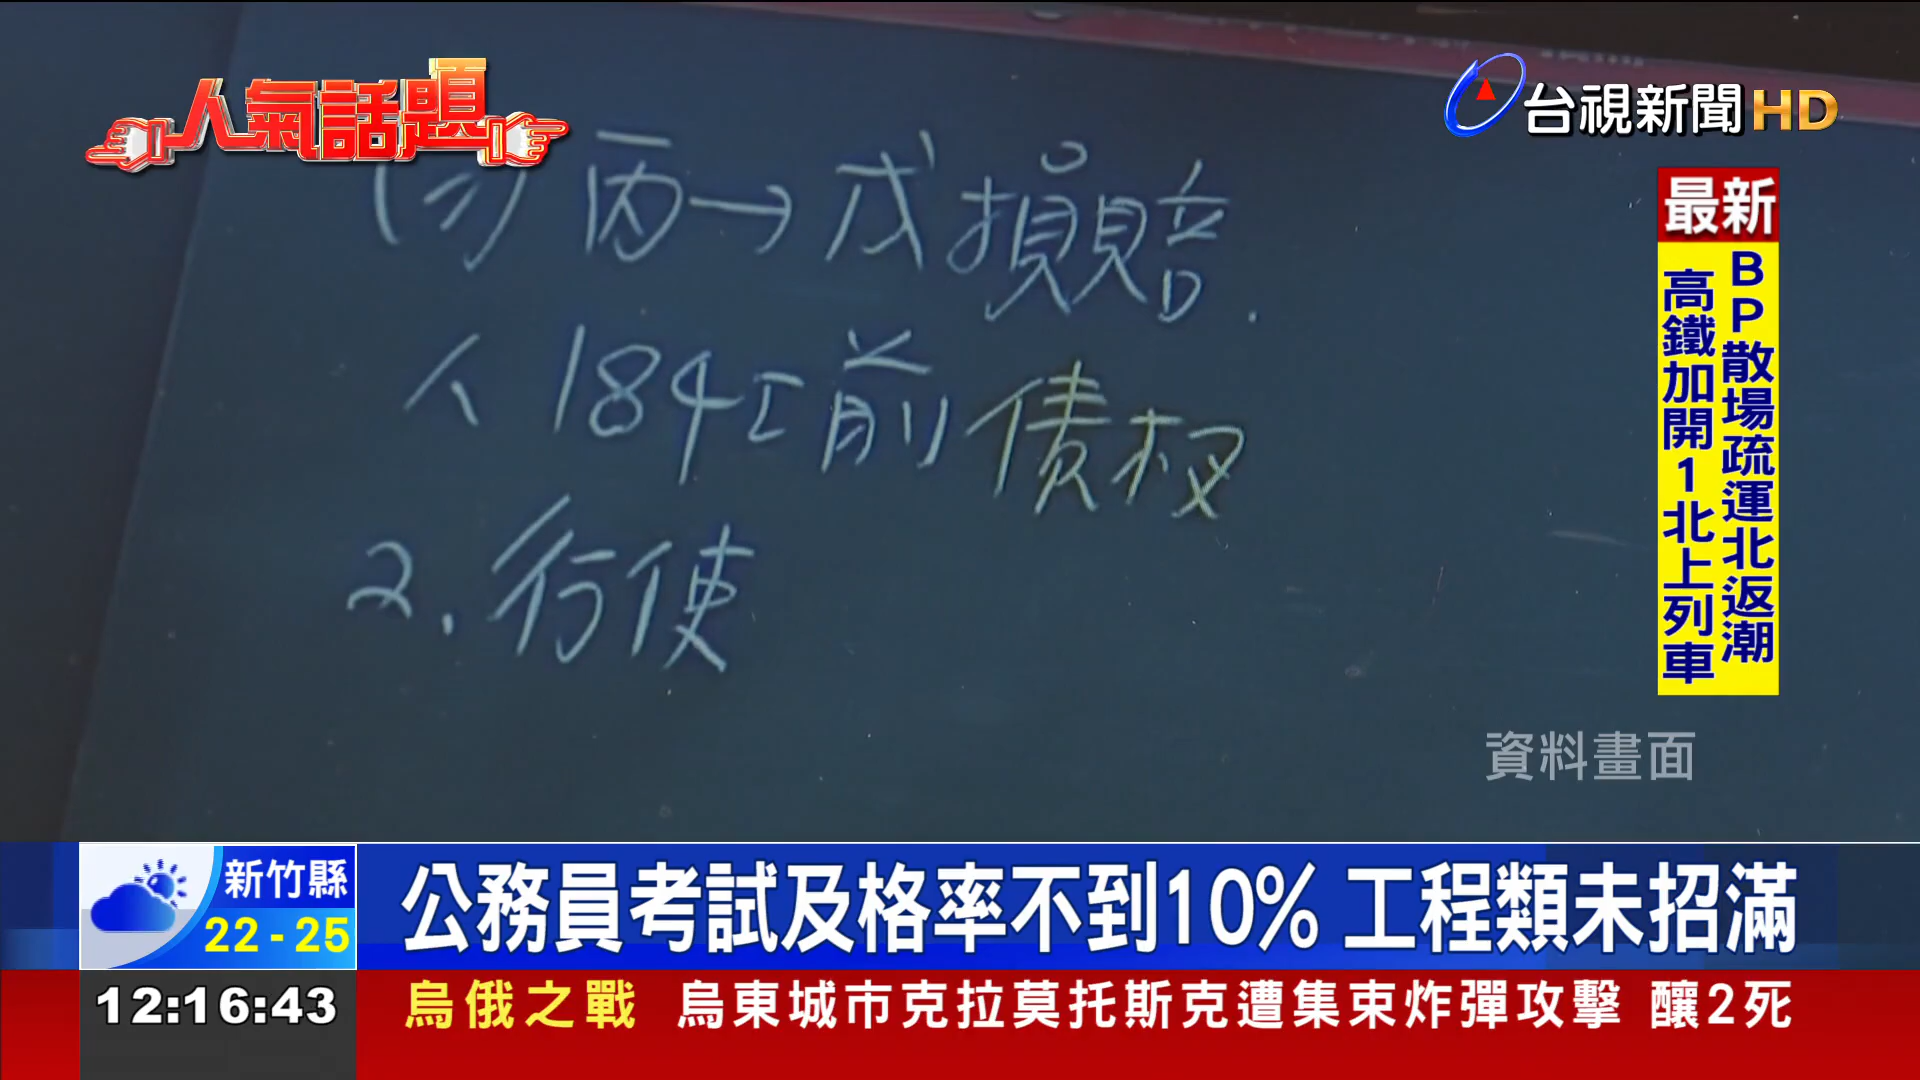 人氣話題
台視新聞HD
最新
BP散場疏運北返潮
高鐵加開1北上列車
丙→戊 損賠.
184I前 債权
2.行使
資料畫面
新竹縣
22-25
公務員考試及格率不到10% 工程類未招滿
12:16:43
烏俄之戰 烏東城市克拉莫托斯克遭集束炸彈攻擊 釀2死